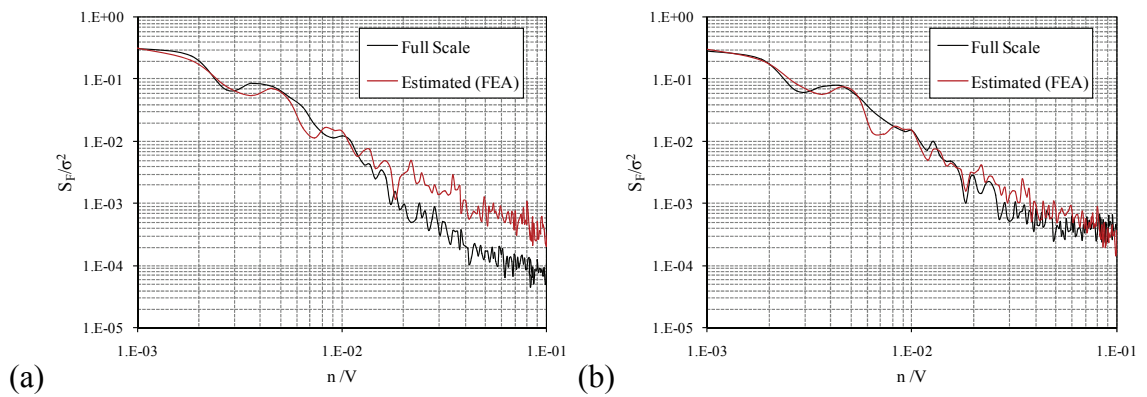 1.E+00
1.E-01
1.E-02
1.E-03
1.E-04
1.E-05
S_F/σ²
1.E-03
1.E-02
1.E-01
n /V
Full Scale
Estimated (FEA)
(a)
1.E+00
1.E-01
1.E-02
1.E-03
1.E-04
1.E-05
S_F/σ²
1.E-03
1.E-02
1.E-01
n /V
Full Scale
Estimated (FEA)
(b)